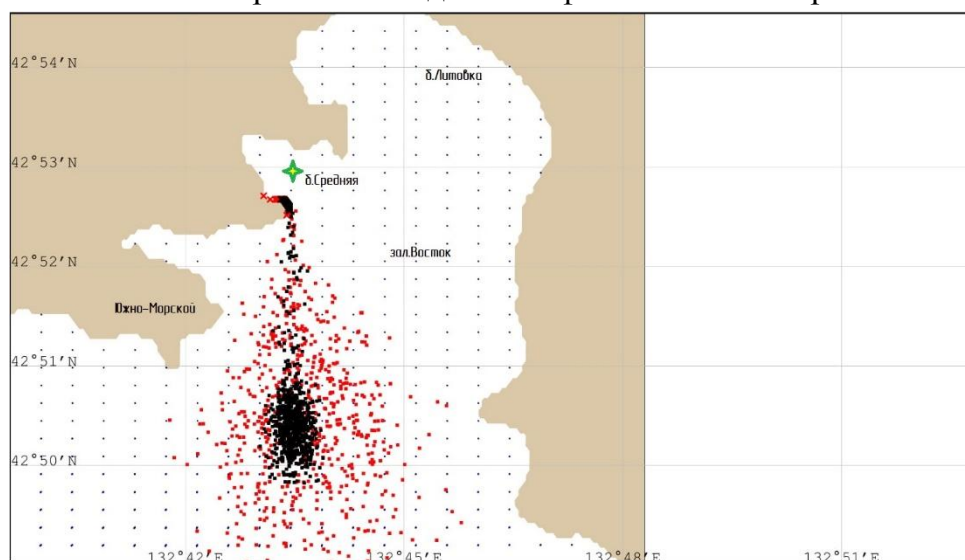 42°54′N
б.Литовка
42°53′N
б.Средняя
42°52′N
зал.Восток
Южно-Морской
42°51′N
42°50′N
132°42′E
132°45′E
132°48′E
132°51′E